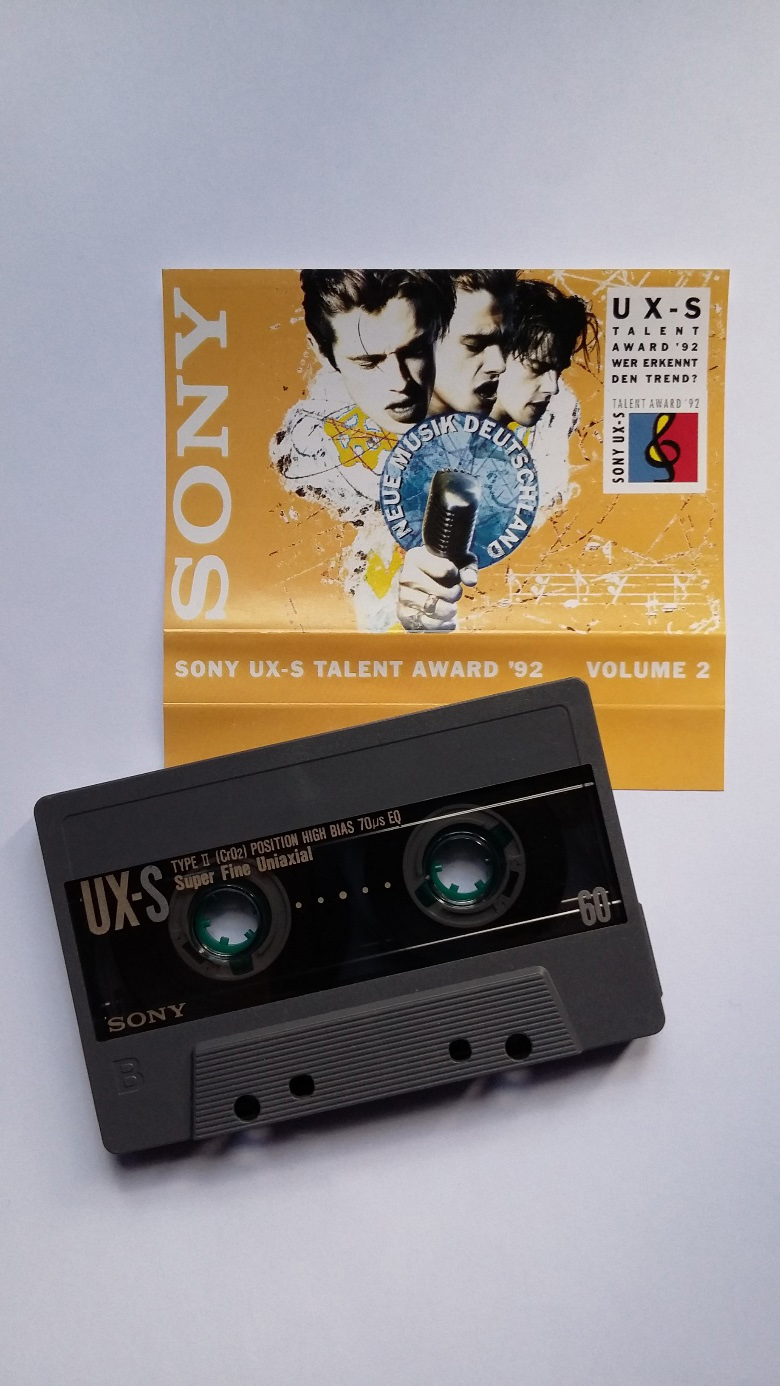 SONY
UX-S
TALENT
AWARD '92
WER ERKENNT
DEN TREND?
TALENT AWARD '92
SONY UX-S
NEUE MUSIK DEUTSCHLAND
SONY UX-S TALENT AWARD '92 VOLUME 2
UX-S
TYPE II (CrO2) POSITION HIGH BIAS 70µs EQ
Super Fine Uniaxial
60
SONY
B